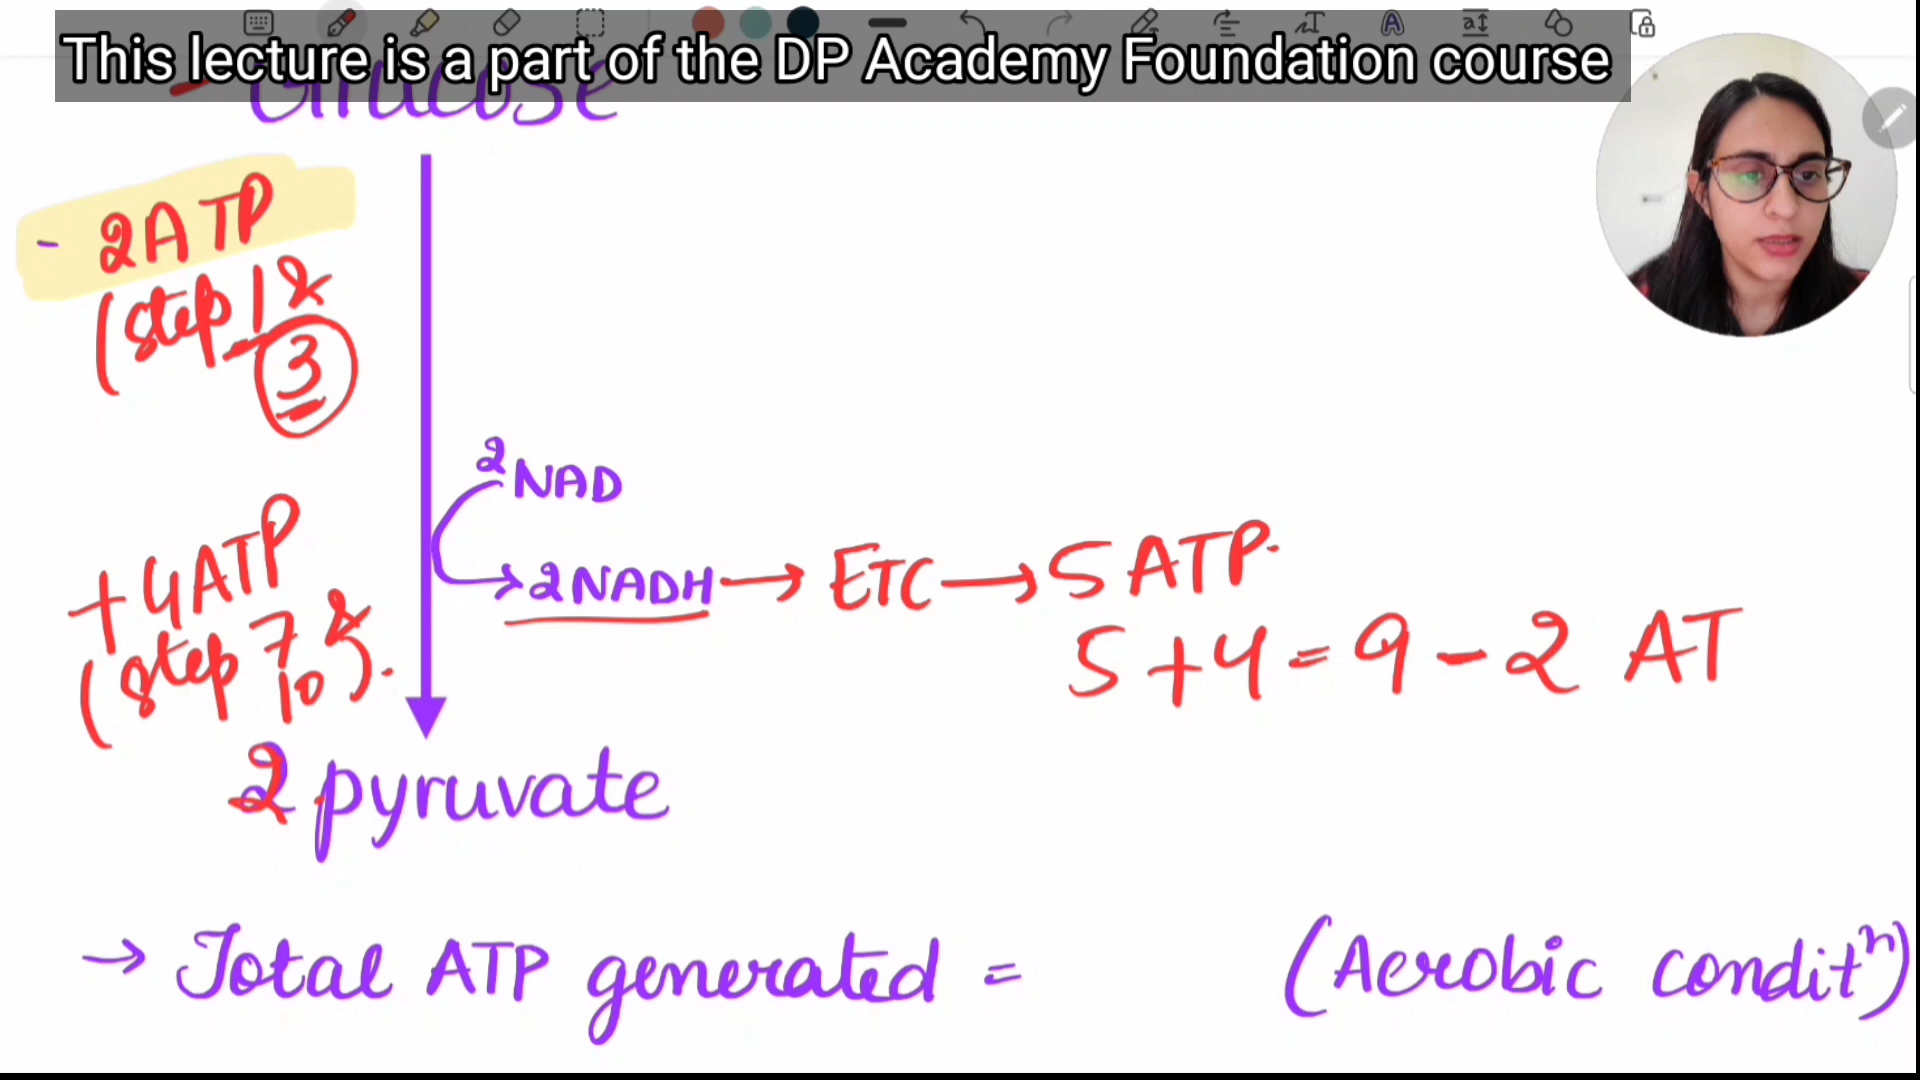 This lecture is a part of the DP Academy Foundation course
- Glucose
- 2ATP
(step 1 &
3
2NAD
2NADH → ETC → 5 ATP.
+4ATP
(step 7 &
10).
5+4=9-2 AT
2 pyruvate
→ Total ATP generated = (Aerobic conditⁿ)